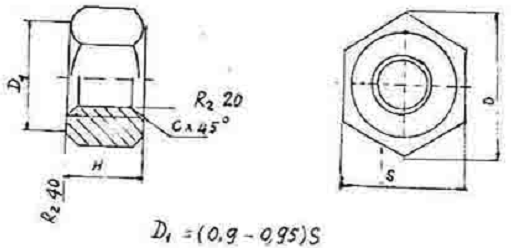 D₁
R₂ 20
C×45°
H
R₂ 40
D
S
D₁ = (0,9 - 0,95)S